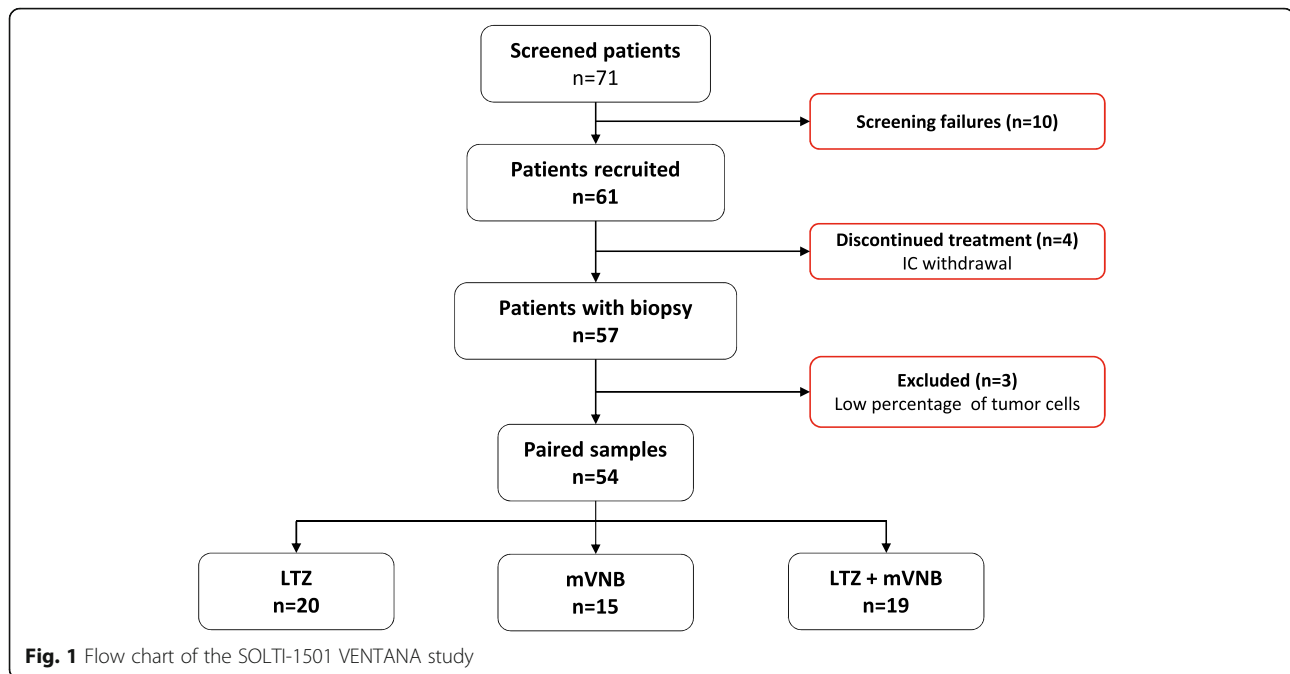 Screened patients
n=71
Screening failures (n=10)
Patients recruited
n=61
Discontinued treatment (n=4)
IC withdrawal
Patients with biopsy
n=57
Excluded (n=3)
Low percentage of tumor cells
Paired samples
n=54
LTZ
n=20
mVNB
n=15
LTZ + mVNB
n=19
Fig. 1 Flow chart of the SOLTI-1501 VENTANA study